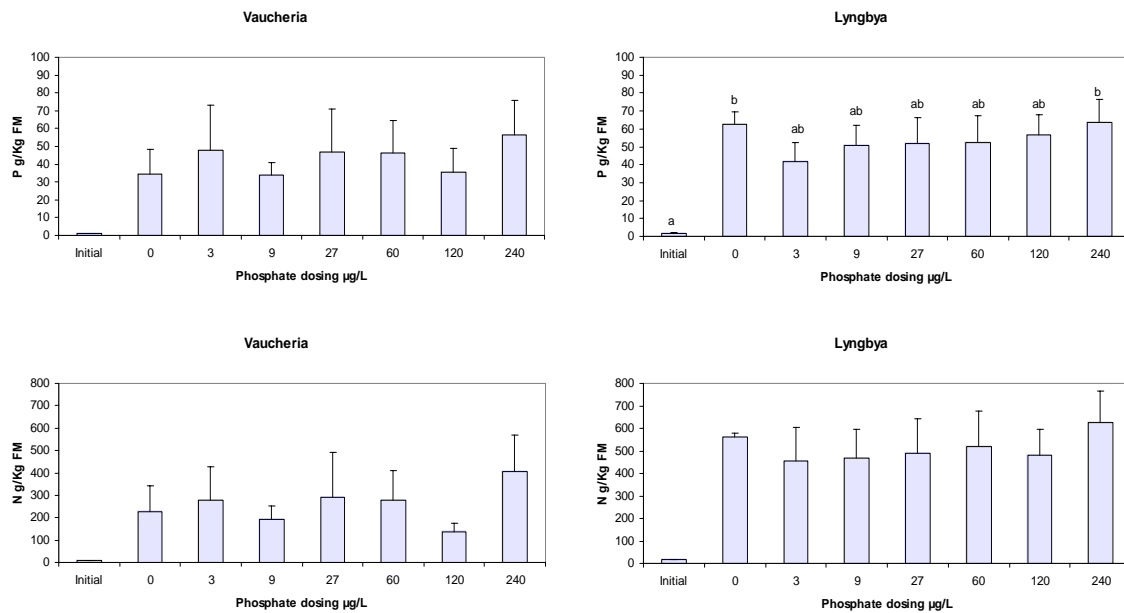 Vaucheria
100
90
80
70
60
50
40
30
20
10
0
P g/Kg FM
Initial 0 3 9 27 60 120 240
Phosphate dosing µg/L
Lyngbya
100
90
80
70
60
50
40
30
20
10
0
P g/Kg FM
a b ab ab ab ab ab b
Initial 0 3 9 27 60 120 240
Phosphate dosing µg/L
Vaucheria
800
700
600
500
400
300
200
100
0
N g/Kg FM
Initial 0 3 9 27 60 120 240
Phosphate dosing µg/L
Lyngbya
800
700
600
500
400
300
200
100
0
N g/Kg FM
Initial 0 3 9 27 60 120 240
Phosphate dosing µg/L